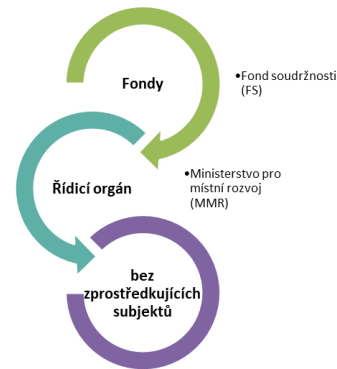 Fondy
•Fond soudržnosti
(FS)
Řídicí orgán
•Ministerstvo pro
místní rozvoj
(MMR)
bez
zprostředkujících
subjektů